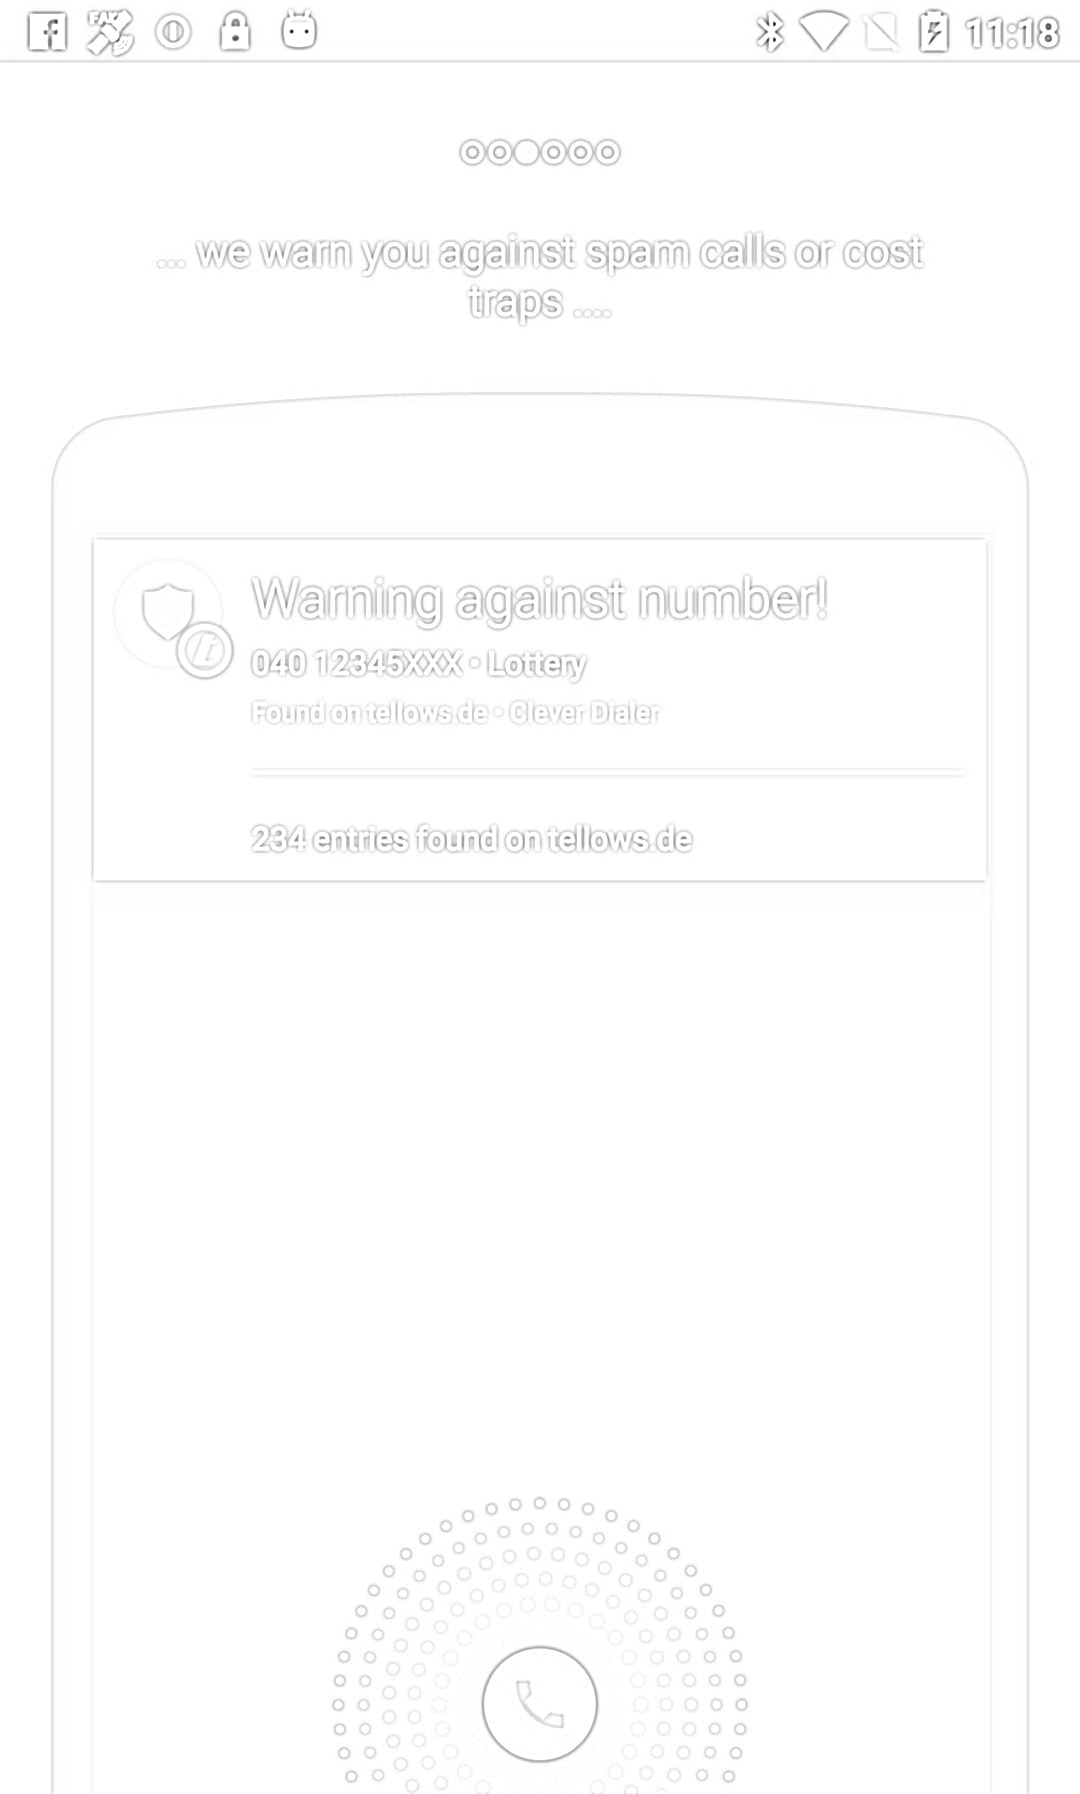 FAV
11:18
... we warn you against spam calls or cost
traps ....
Warning against number!
040 12345XXX • Lottery
Found on tellows.de • Clever Dialer
234 entries found on tellows.de